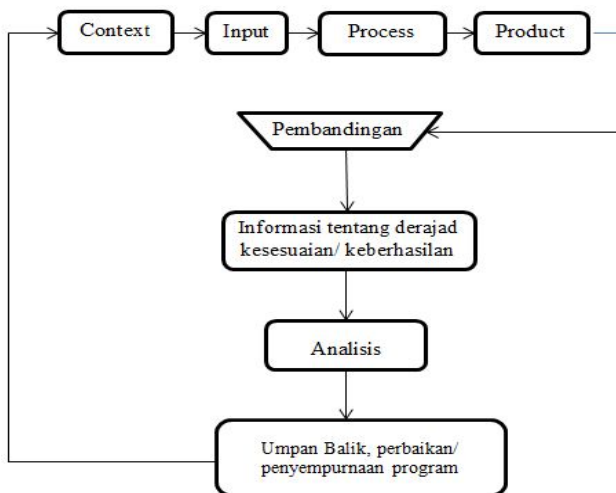 Context
Input
Process
Product
Pembandingan
Informasi tentang derajad
kesesuaian/ keberhasilan
Analisis
Umpan Balik, perbaikan/
penyempurnaan program